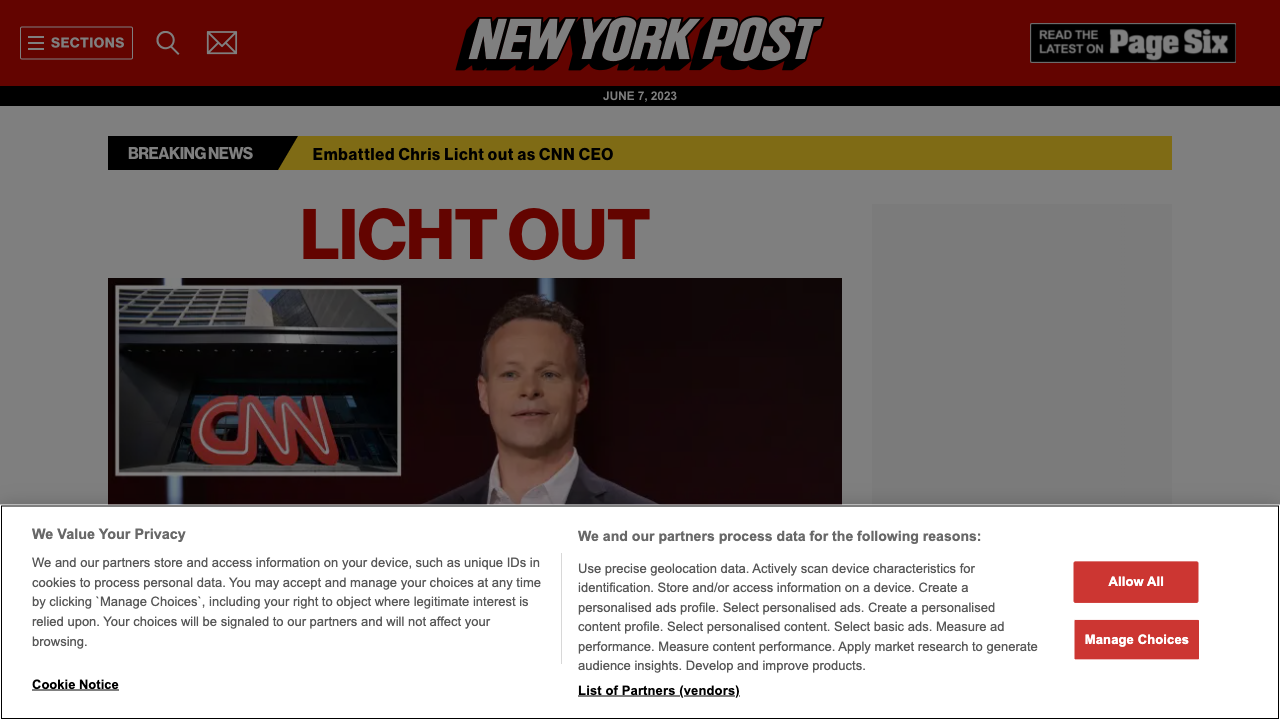 SECTIONS
NEW YORK POST
READ THE
LATEST ON
Page Six
JUNE 7, 2023
BREAKING NEWS
Embattled Chris Licht out as CNN CEO
LICHT OUT
CNN
We Value Your Privacy
We and our partners store and access information on your device, such as unique IDs in
cookies to process personal data. You may accept and manage your choices at any time
by clicking `Manage Choices`, including your right to object where legitimate interest is
relied upon. Your choices will be signaled to our partners and will not affect your
browsing.
Cookie Notice
We and our partners process data for the following reasons:
Use precise geolocation data. Actively scan device characteristics for
identification. Store and/or access information on a device. Create a
personalised ads profile. Select personalised ads. Create a personalised
content profile. Select personalised content. Select basic ads. Measure ad
performance. Measure content performance. Apply market research to generate
audience insights. Develop and improve products.
List of Partners (vendors)
Allow All
Manage Choices